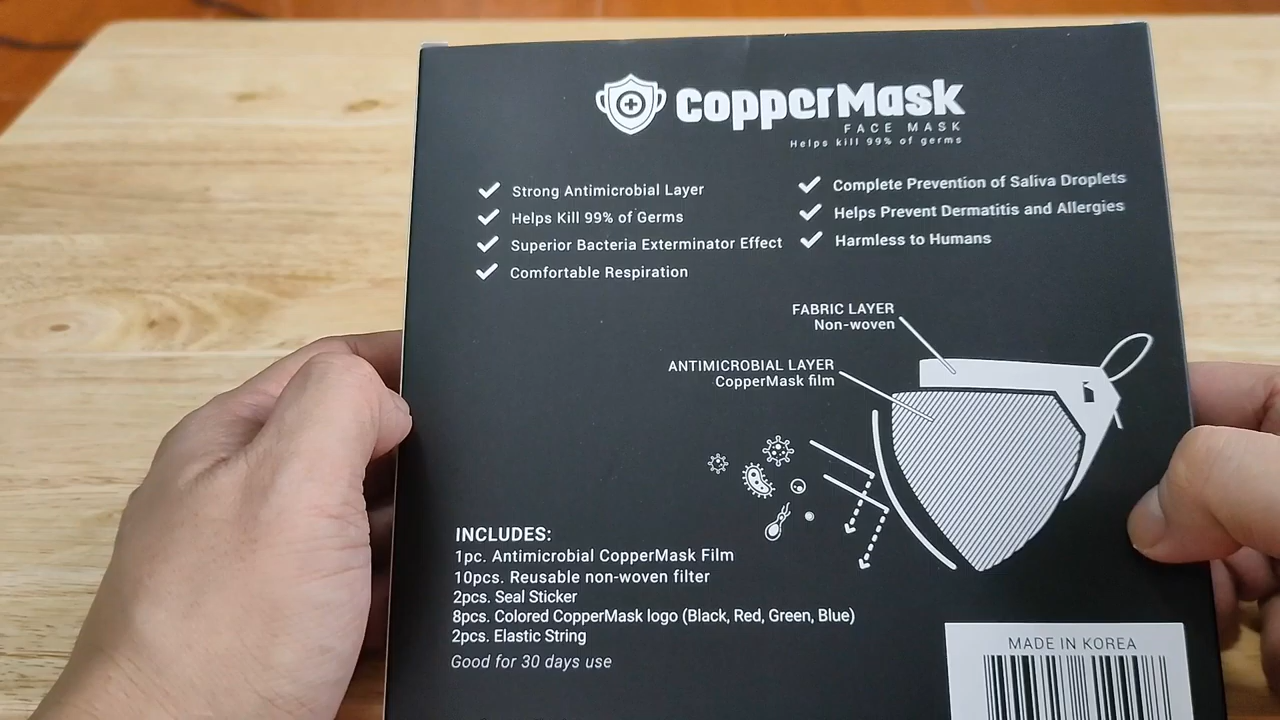 CopperMask
FACE MASK
Helps kill 99% of germs
Strong Antimicrobial Layer
Helps Kill 99% of Germs
Superior Bacteria Exterminator Effect
Comfortable Respiration
Complete Prevention of Saliva Droplets
Helps Prevent Dermatitis and Allergies
Harmless to Humans
FABRIC LAYER
Non-woven
ANTIMICROBIAL LAYER
CopperMask film
INCLUDES:
1pc. Antimicrobial CopperMask Film
10pcs. Reusable non-woven filter
2pcs. Seal Sticker
8pcs. Colored CopperMask logo (Black, Red, Green, Blue)
2pcs. Elastic String
Good for 30 days use
MADE IN KOREA